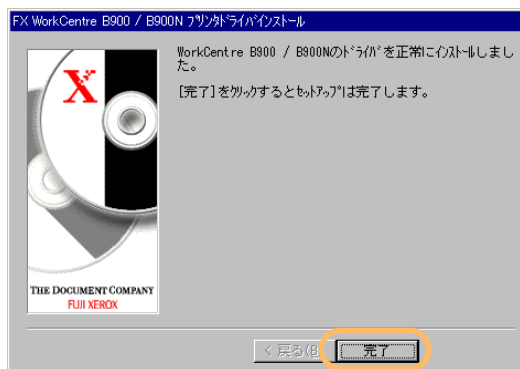 FX WorkCentre B900 / B900N プリンタドライバインストール
WorkCentre B900 / B900Nのドライバを正常にインストールしまし
た。
[完了]をクリックするとセットアップは完了します。
X
THE DOCUMENT COMPANY
FUJI XEROX
< 戻る(B
完了